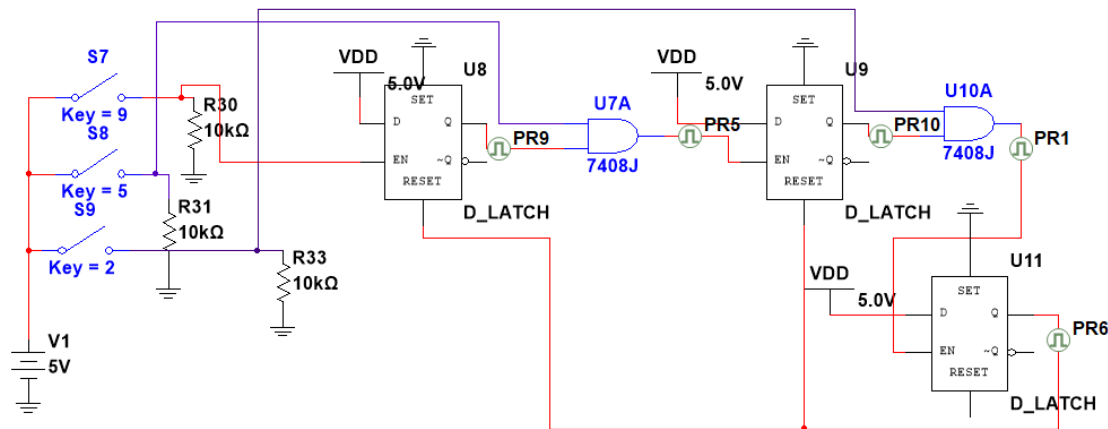 S7
Key = 9
R30
10kΩ
S8
Key = 5
R31
10kΩ
S9
Key = 2
R33
10kΩ
V1
5V
VDD
5.0V
U8
SET
D
Q
EN
~Q
RESET
D_LATCH
PR9
U7A
7408J
PR5
VDD
5.0V
U9
SET
D
Q
EN
~Q
RESET
D_LATCH
PR10
U10A
7408J
PR1
VDD
5.0V
U11
SET
D
Q
EN
~Q
RESET
D_LATCH
PR6